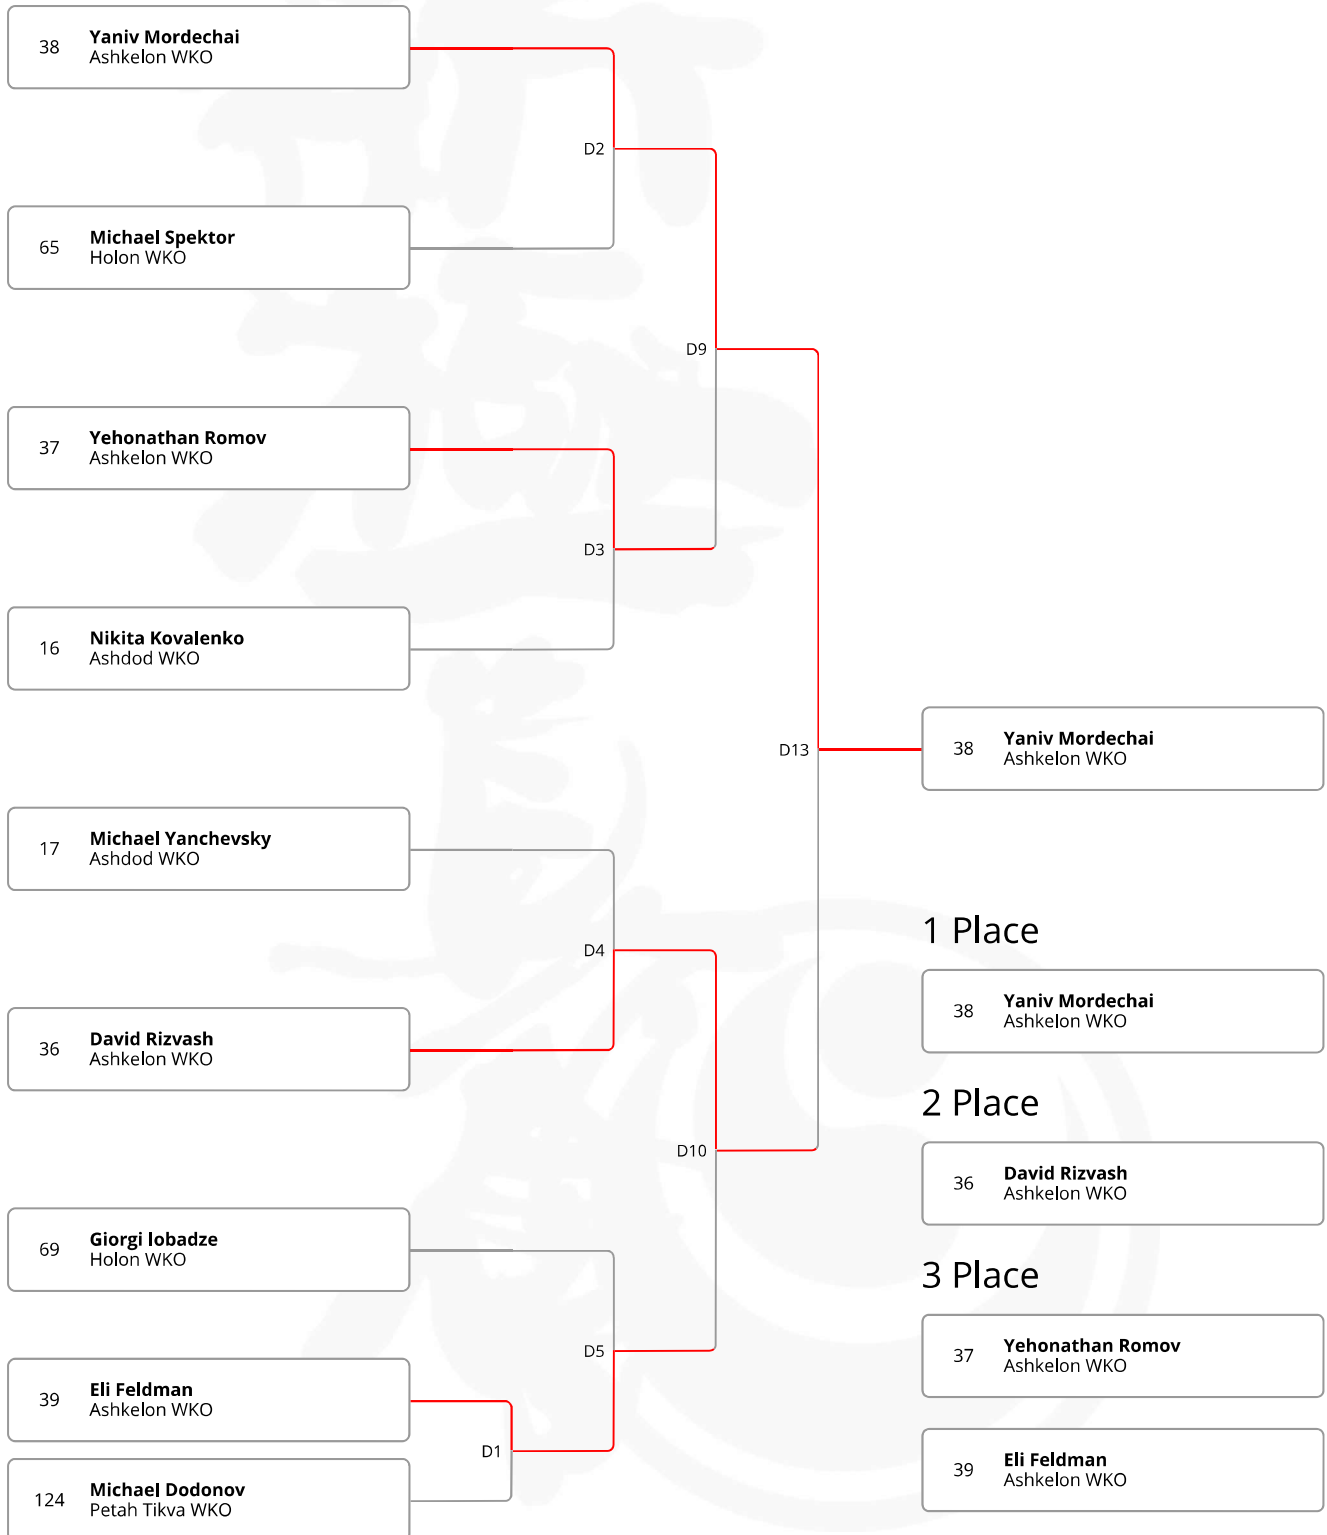 38
Yaniv Mordechai
Ashkelon WKO
D2
65
Michael Spektor
Holon WKO
D9
37
Yehonathan Romov
Ashkelon WKO
D3
16
Nikita Kovalenko
Ashdod WKO
D13
38
Yaniv Mordechai
Ashkelon WKO
17
Michael Yanchevsky
Ashdod WKO
D4
36
David Rizvash
Ashkelon WKO
D10
69
Giorgi lobadze
Holon WKO
D5
39
Eli Feldman
Ashkelon WKO
D1
124
Michael Dodonov
Petah Tikva WKO
1 Place
38
Yaniv Mordechai
Ashkelon WKO
2 Place
36
David Rizvash
Ashkelon WKO
3 Place
37
Yehonathan Romov
Ashkelon WKO
39
Eli Feldman
Ashkelon WKO